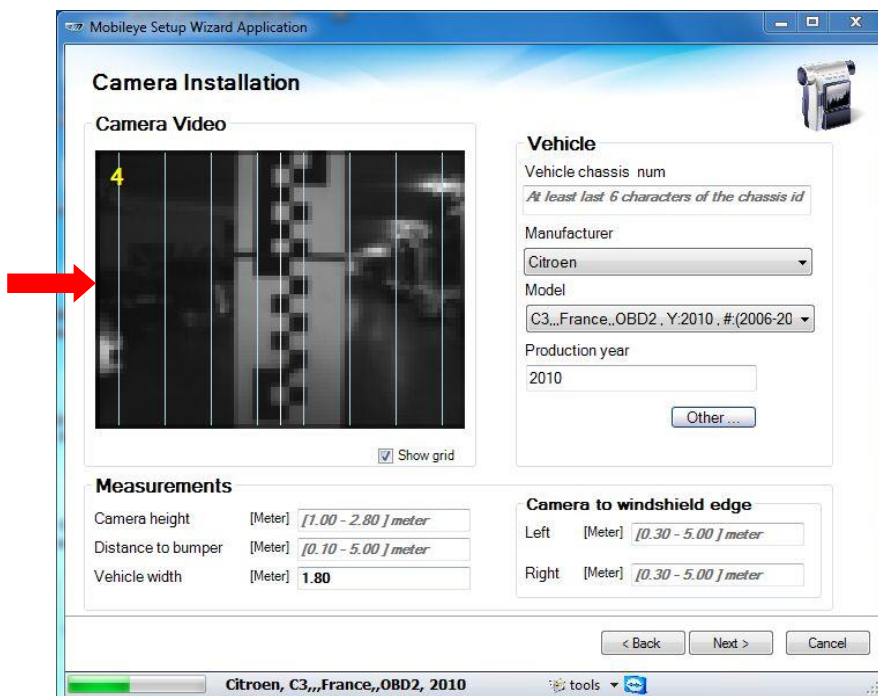 Mobileye Setup Wizard Application
Camera Installation
Camera Video
4
Show grid
Vehicle
Vehicle chassis num
At least last 6 characters of the chassis id
Manufacturer
Citroen
Model
C3,,,France,,OBD2 , Y:2010 , #:(2006-20
Production year
2010
Other ...
Measurements
Camera height [Meter] [1.00 - 2.80 ] meter
Distance to bumper [Meter] [0.10 - 5.00 ] meter
Vehicle width [Meter] 1.80
Camera to windshield edge
Left [Meter] [0.30 - 5.00 ] meter
Right [Meter] [0.30 - 5.00 ] meter
< Back Next > Cancel
Citroen, C3,,,France,,OBD2, 2010 tools